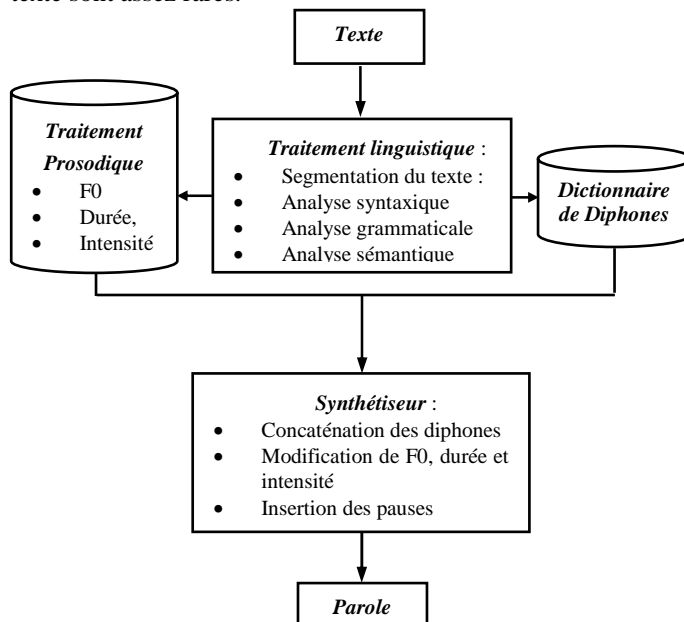 texte sont assez rares.
Texte
Traitement
Prosodique
• F0
• Durée,
• Intensité
Traitement linguistique :
• Segmentation du texte :
• Analyse syntaxique
• Analyse grammaticale
• Analyse sémantique
Dictionnaire
de Diphones
Synthétiseur :
• Concaténation des diphones
• Modification de F0, durée et
intensité
• Insertion des pauses
Parole